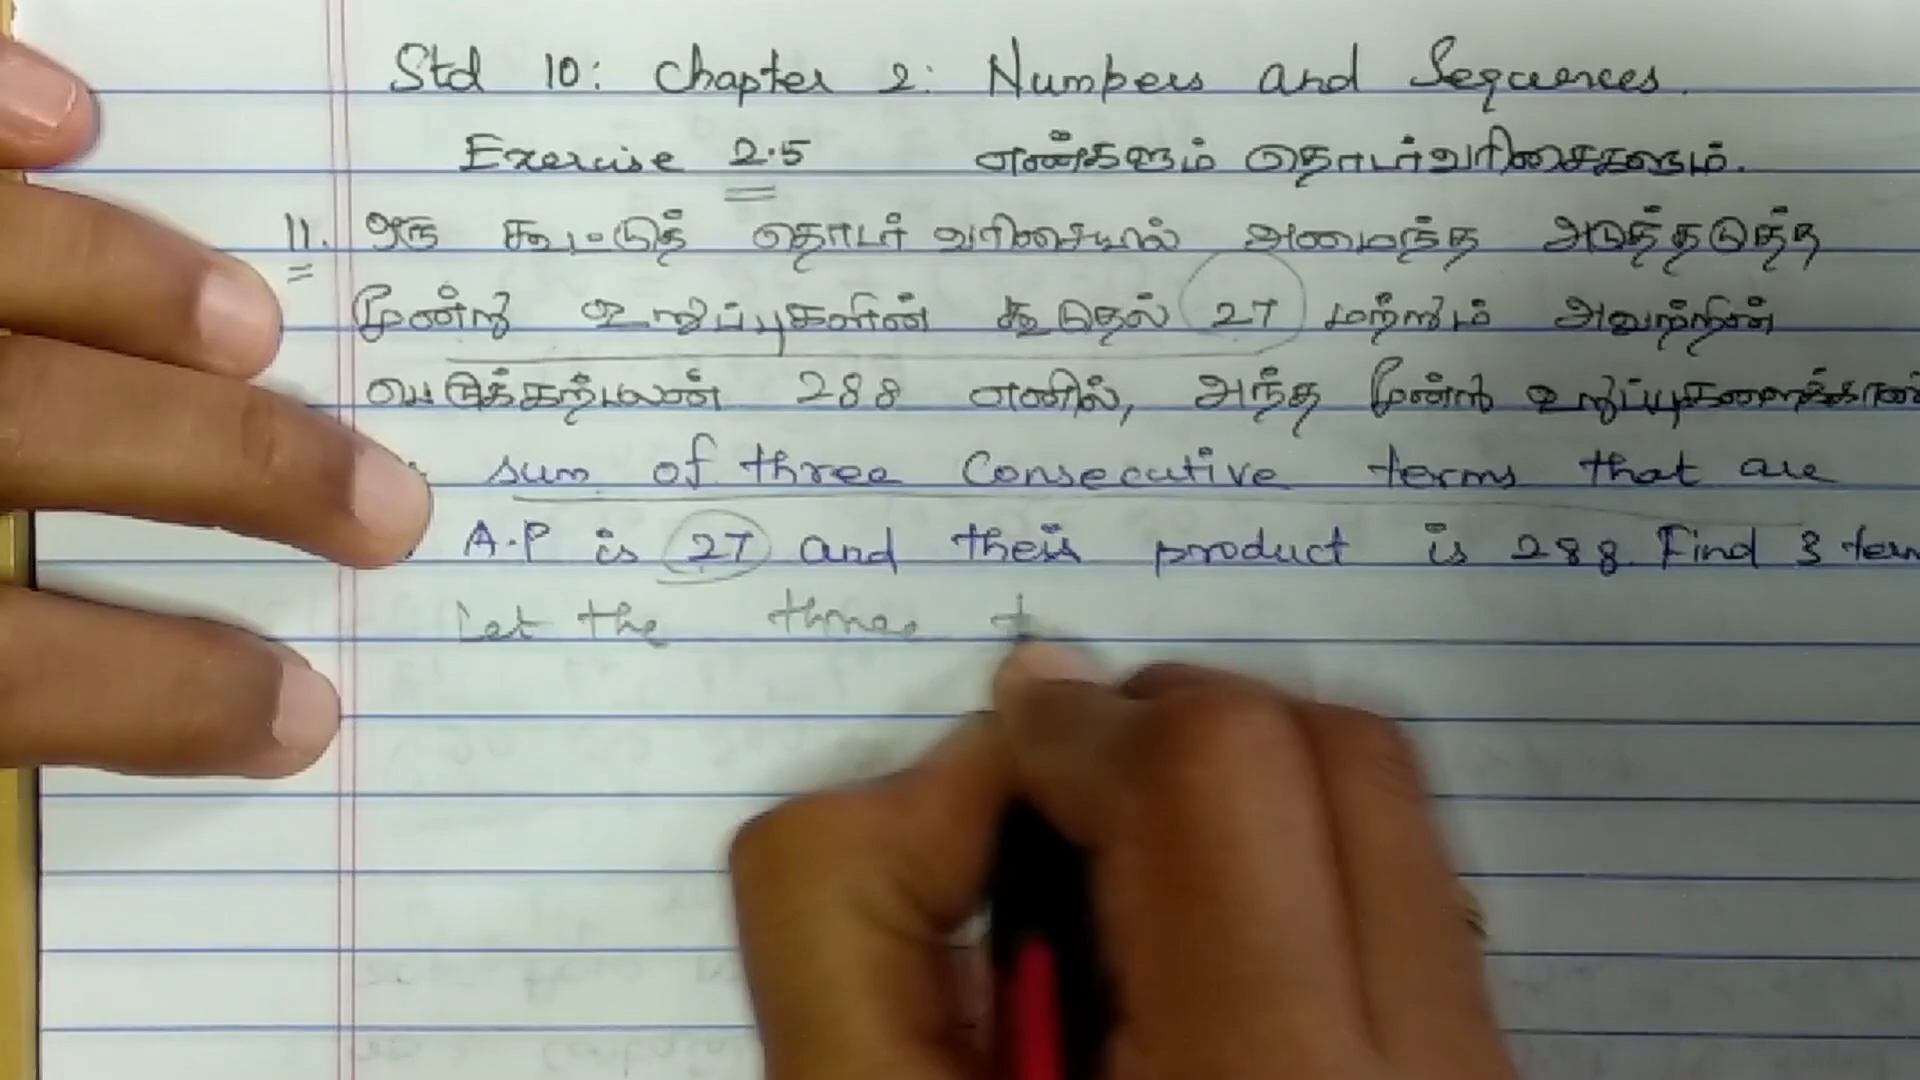 Std 10: Chapter 2: Numbers and Sequences.
Exercise 2.5 எண்களும் தொடர்வரிசைகளும்.
11. ஒரு கூட்டுத் தொடர் வரிசையில் அமைந்த அடுத்தடுத்த
மூன்று உறுப்புகளின் கூடுதல் 27 மற்றும் அவற்றின்
பெருக்கற்பலன் 288 எனில், அந்த மூன்று உறுப்புகளைக்காண்
sum of three Consecutive terms that are
A.P is 27 and their product is 288. Find 3 term
Let the three t